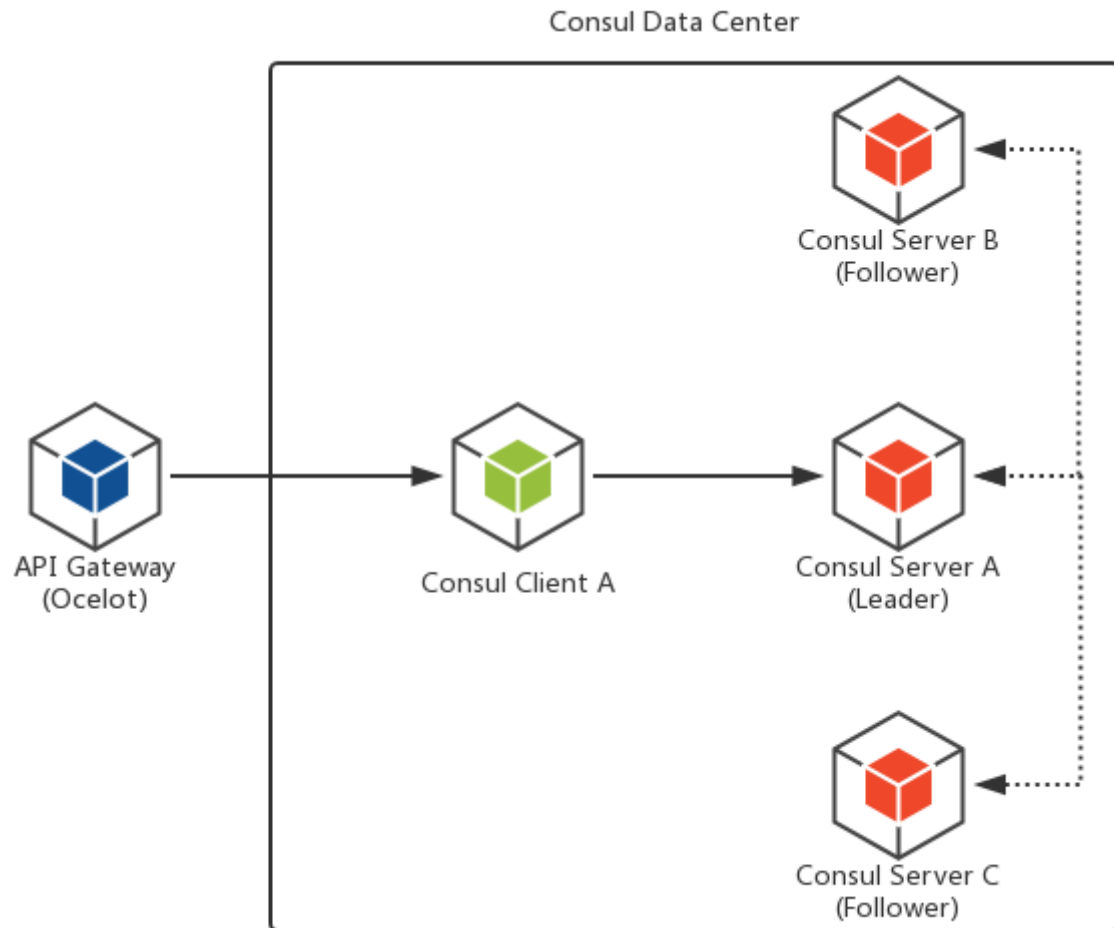 Consul Data Center
Consul Server B
(Follower)
API Gateway
(Ocelot)
Consul Client A
Consul Server A
(Leader)
Consul Server C
(Follower)